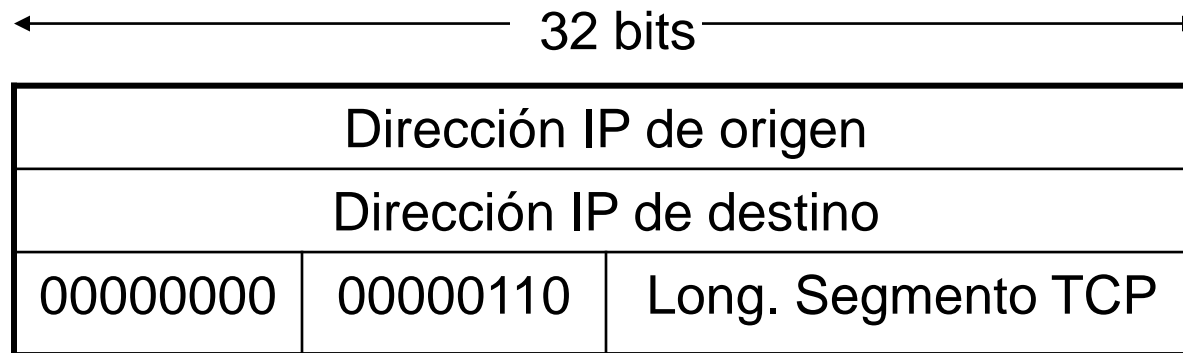 32 bits
Dirección IP de origen
Dirección IP de destino
00000000 00000110 Long. Segmento TCP